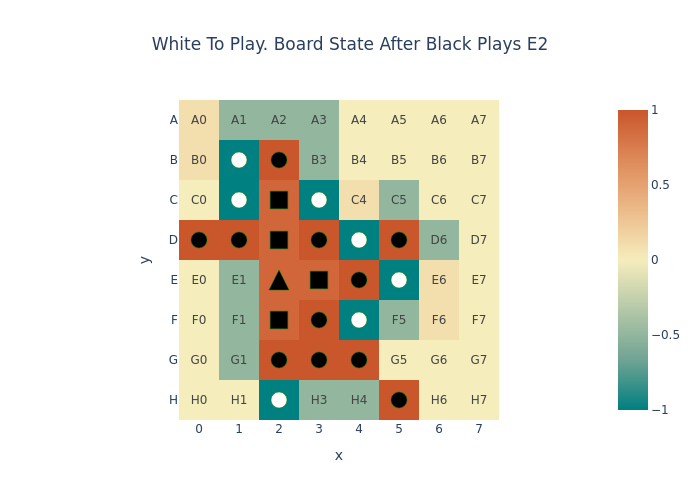 White To Play. Board State After Black Plays E2
A A0 A1 A2 A3 A4 A5 A6 A7
B B0 B3 B4 B5 B6 B7
C C0 C4 C5 C6 C7
D D6 D7
E E0 E1 E6 E7
F F0 F1 F5 F6 F7
G G0 G1 G5 G6 G7
H H0 H1 H3 H4 H6 H7
0 1 2 3 4 5 6 7
x
y
1
0.5
0
−0.5
−1